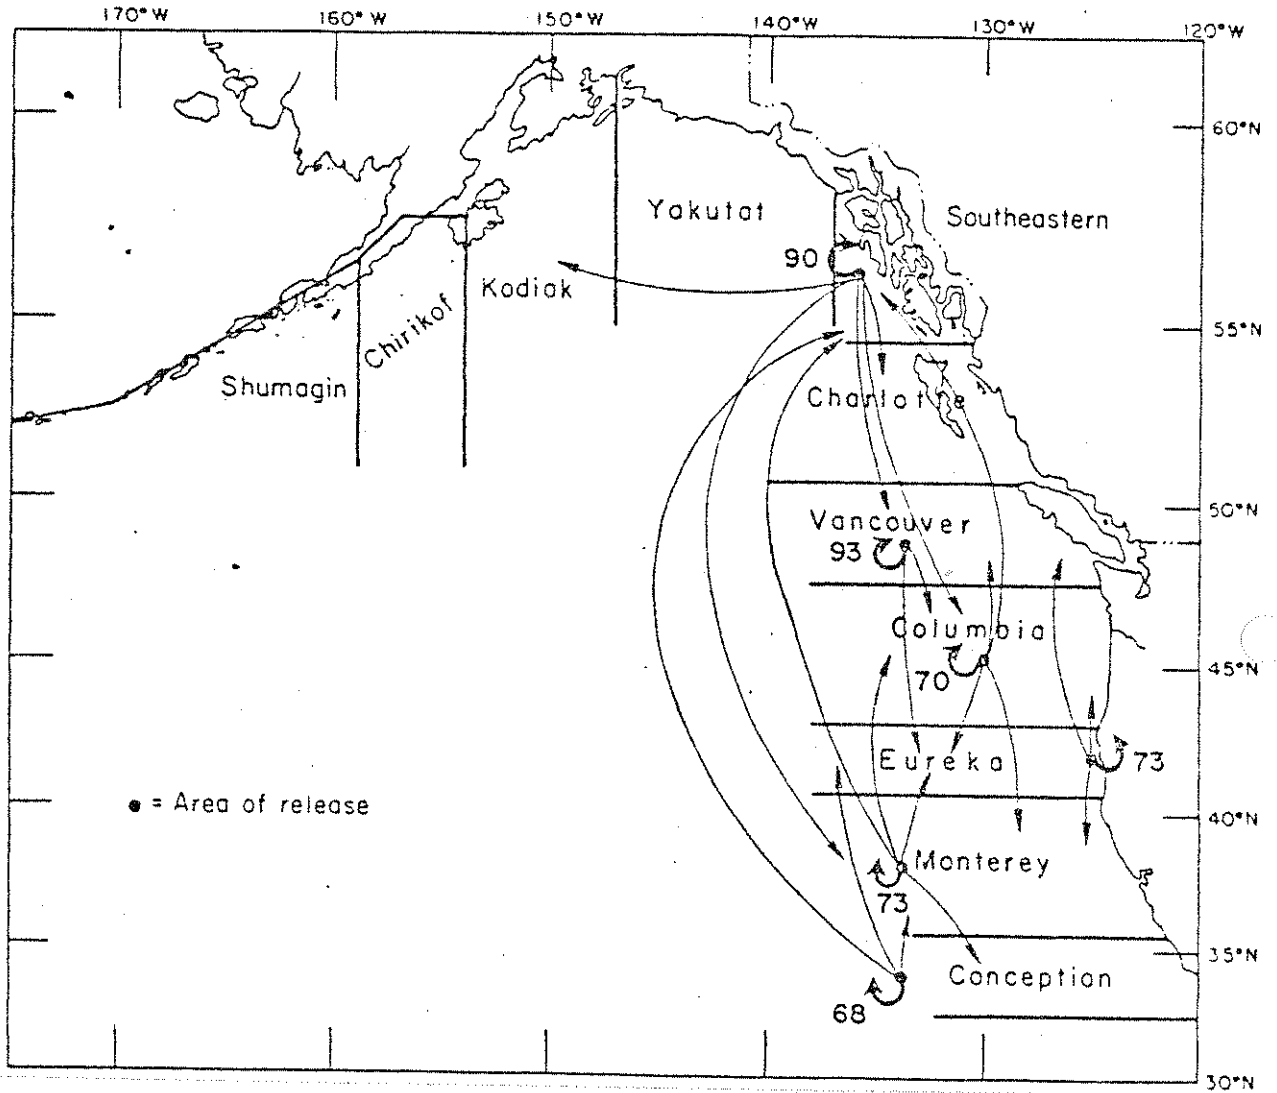 170°W 160°W 150°W 140°W 130°W 120°W
60°N
Yakutat
Southeastern
90
Kodiak
55°N
Chirikof
Shumagin
Charlotte
50°N
Vancouver
93
Columbia
45°N
70
Eureka
73
● = Area of release
40°N
Monterey
73
35°N
Conception
68
30°N